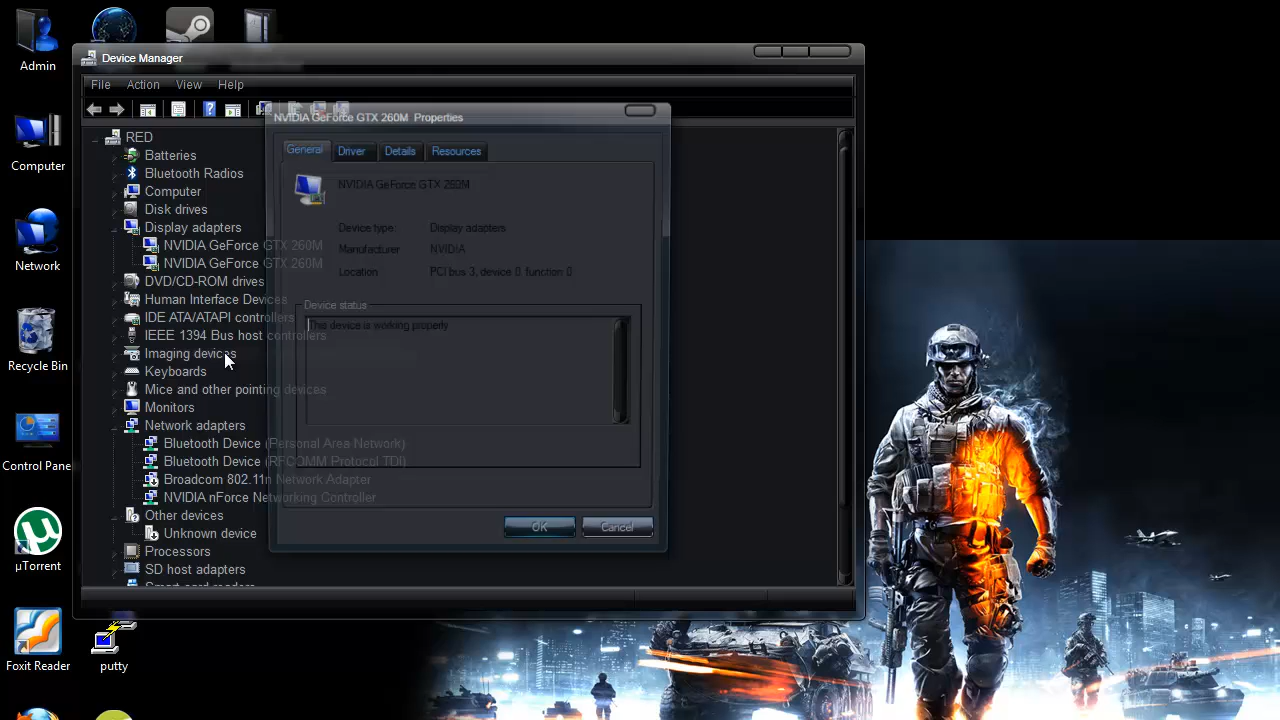 Admin
Computer
Network
Recycle Bin
Control Pane
µTorrent
Foxit Reader
putty
Device Manager
File Action View Help
RED
Batteries
Bluetooth Radios
Computer
Disk drives
Display adapters
NVIDIA GeForce GTX 260M
NVIDIA GeForce GTX 260M
DVD/CD-ROM drives
Human Interface Devices
IDE ATA/ATAPI controllers
IEEE 1394 Bus host controllers
Imaging devices
Keyboards
Mice and other pointing devices
Monitors
Network adapters
Bluetooth Device (Personal Area Network)
Bluetooth Device (RFCOMM Protocol TDI)
Broadcom 802.11n Network Adapter
NVIDIA nForce Networking Controller
Other devices
Unknown device
Processors
SD host adapters
Smart card readers
NVIDIA GeForce GTX 260M Properties
General Driver Details Resources
NVIDIA GeForce GTX 260M
Device type: Display adapters
Manufacturer NVIDIA
Location PCI bus 3, device 0 function 0
Device status
This device is working properly
OK Cancel